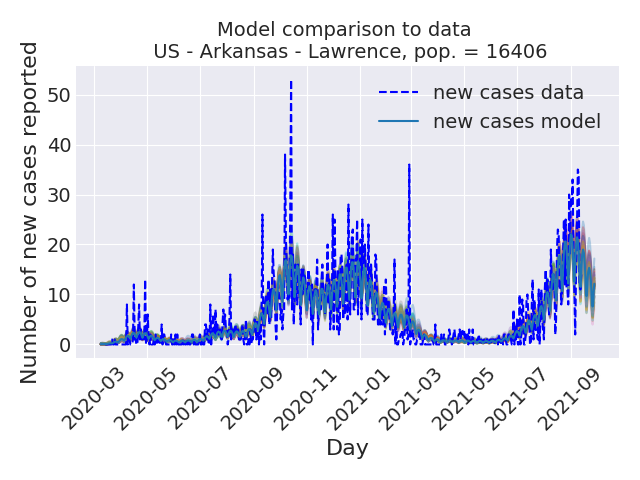 Model comparison to data
US - Arkansas - Lawrence, pop. = 16406
Number of new cases reported
50
40
30
20
10
0
new cases data
new cases model
2020-03
2020-05
2020-07
2020-09
2020-11
2021-01
2021-03
2021-05
2021-07
2021-09
Day